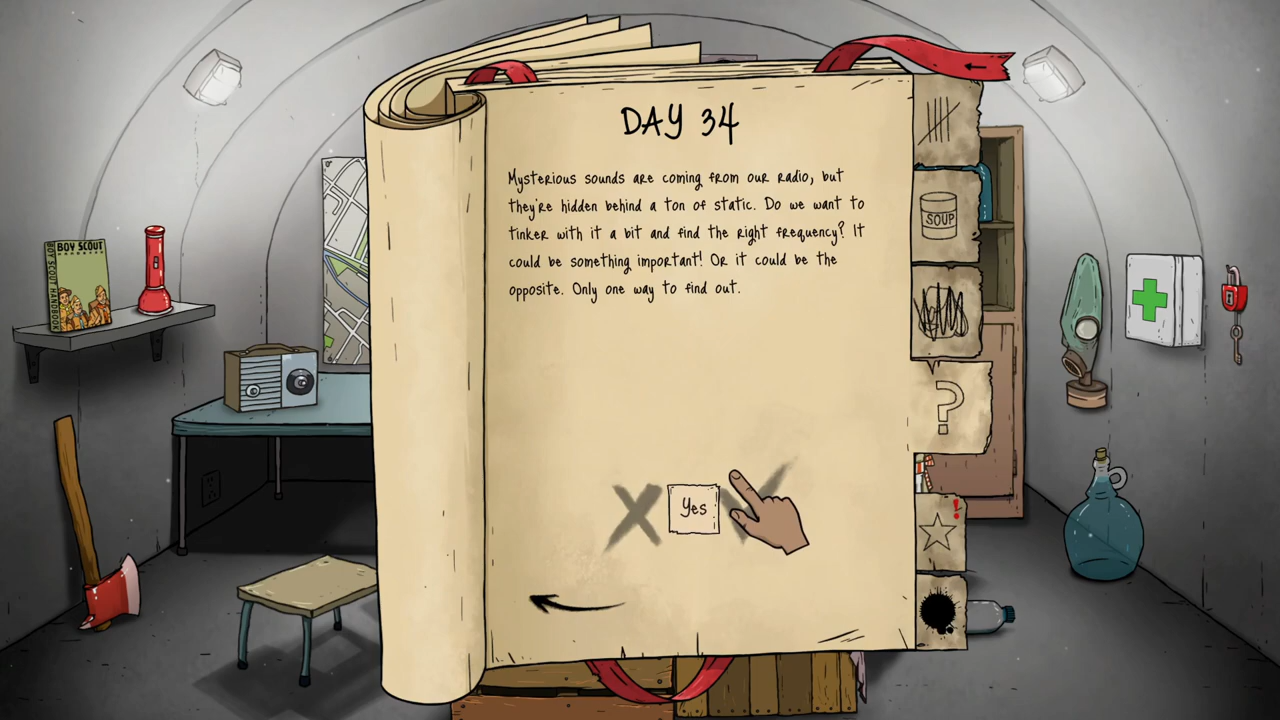 DAY 34
Mysterious sounds are coming from our radio, but
they're hidden behind a ton of static. Do we want to
tinker with it a bit and find the right frequency? It
could be something important! Or it could be the
opposite. Only one way to find out.
Yes
SOUP
?
!
BOY SCOUT
BOY SCOUT HANDBOOK